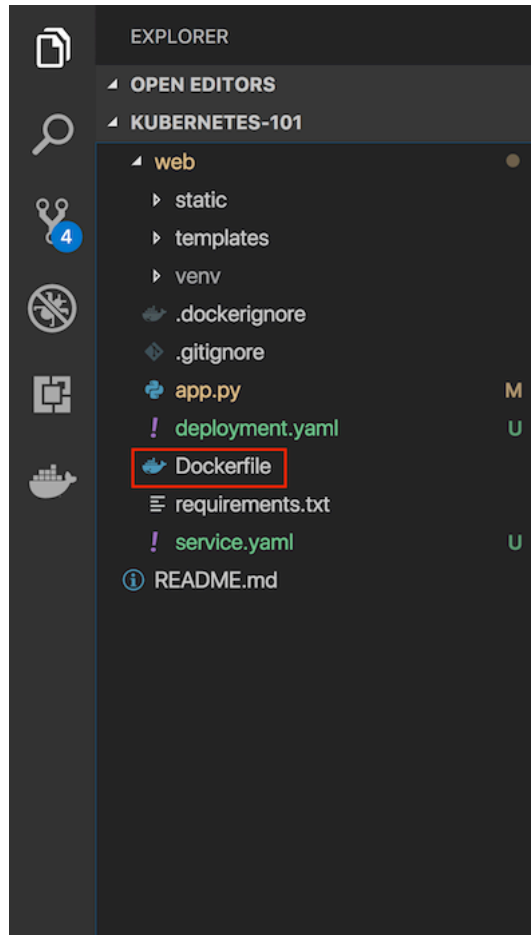 EXPLORER
OPEN EDITORS
KUBERNETES-101
web
static
templates
venv
.dockerignore
.gitignore
app.py M
deployment.yaml U
Dockerfile
requirements.txt
service.yaml U
README.md
4